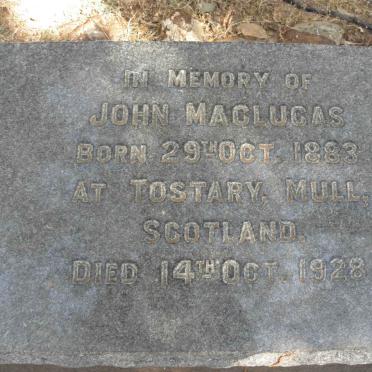 IN MEMORY OF
JOHN MACLUCAS
BORN 29TH OCT. 1883
AT TOSTARY, MULL,
SCOTLAND.
DIED 14TH OCT. 1928